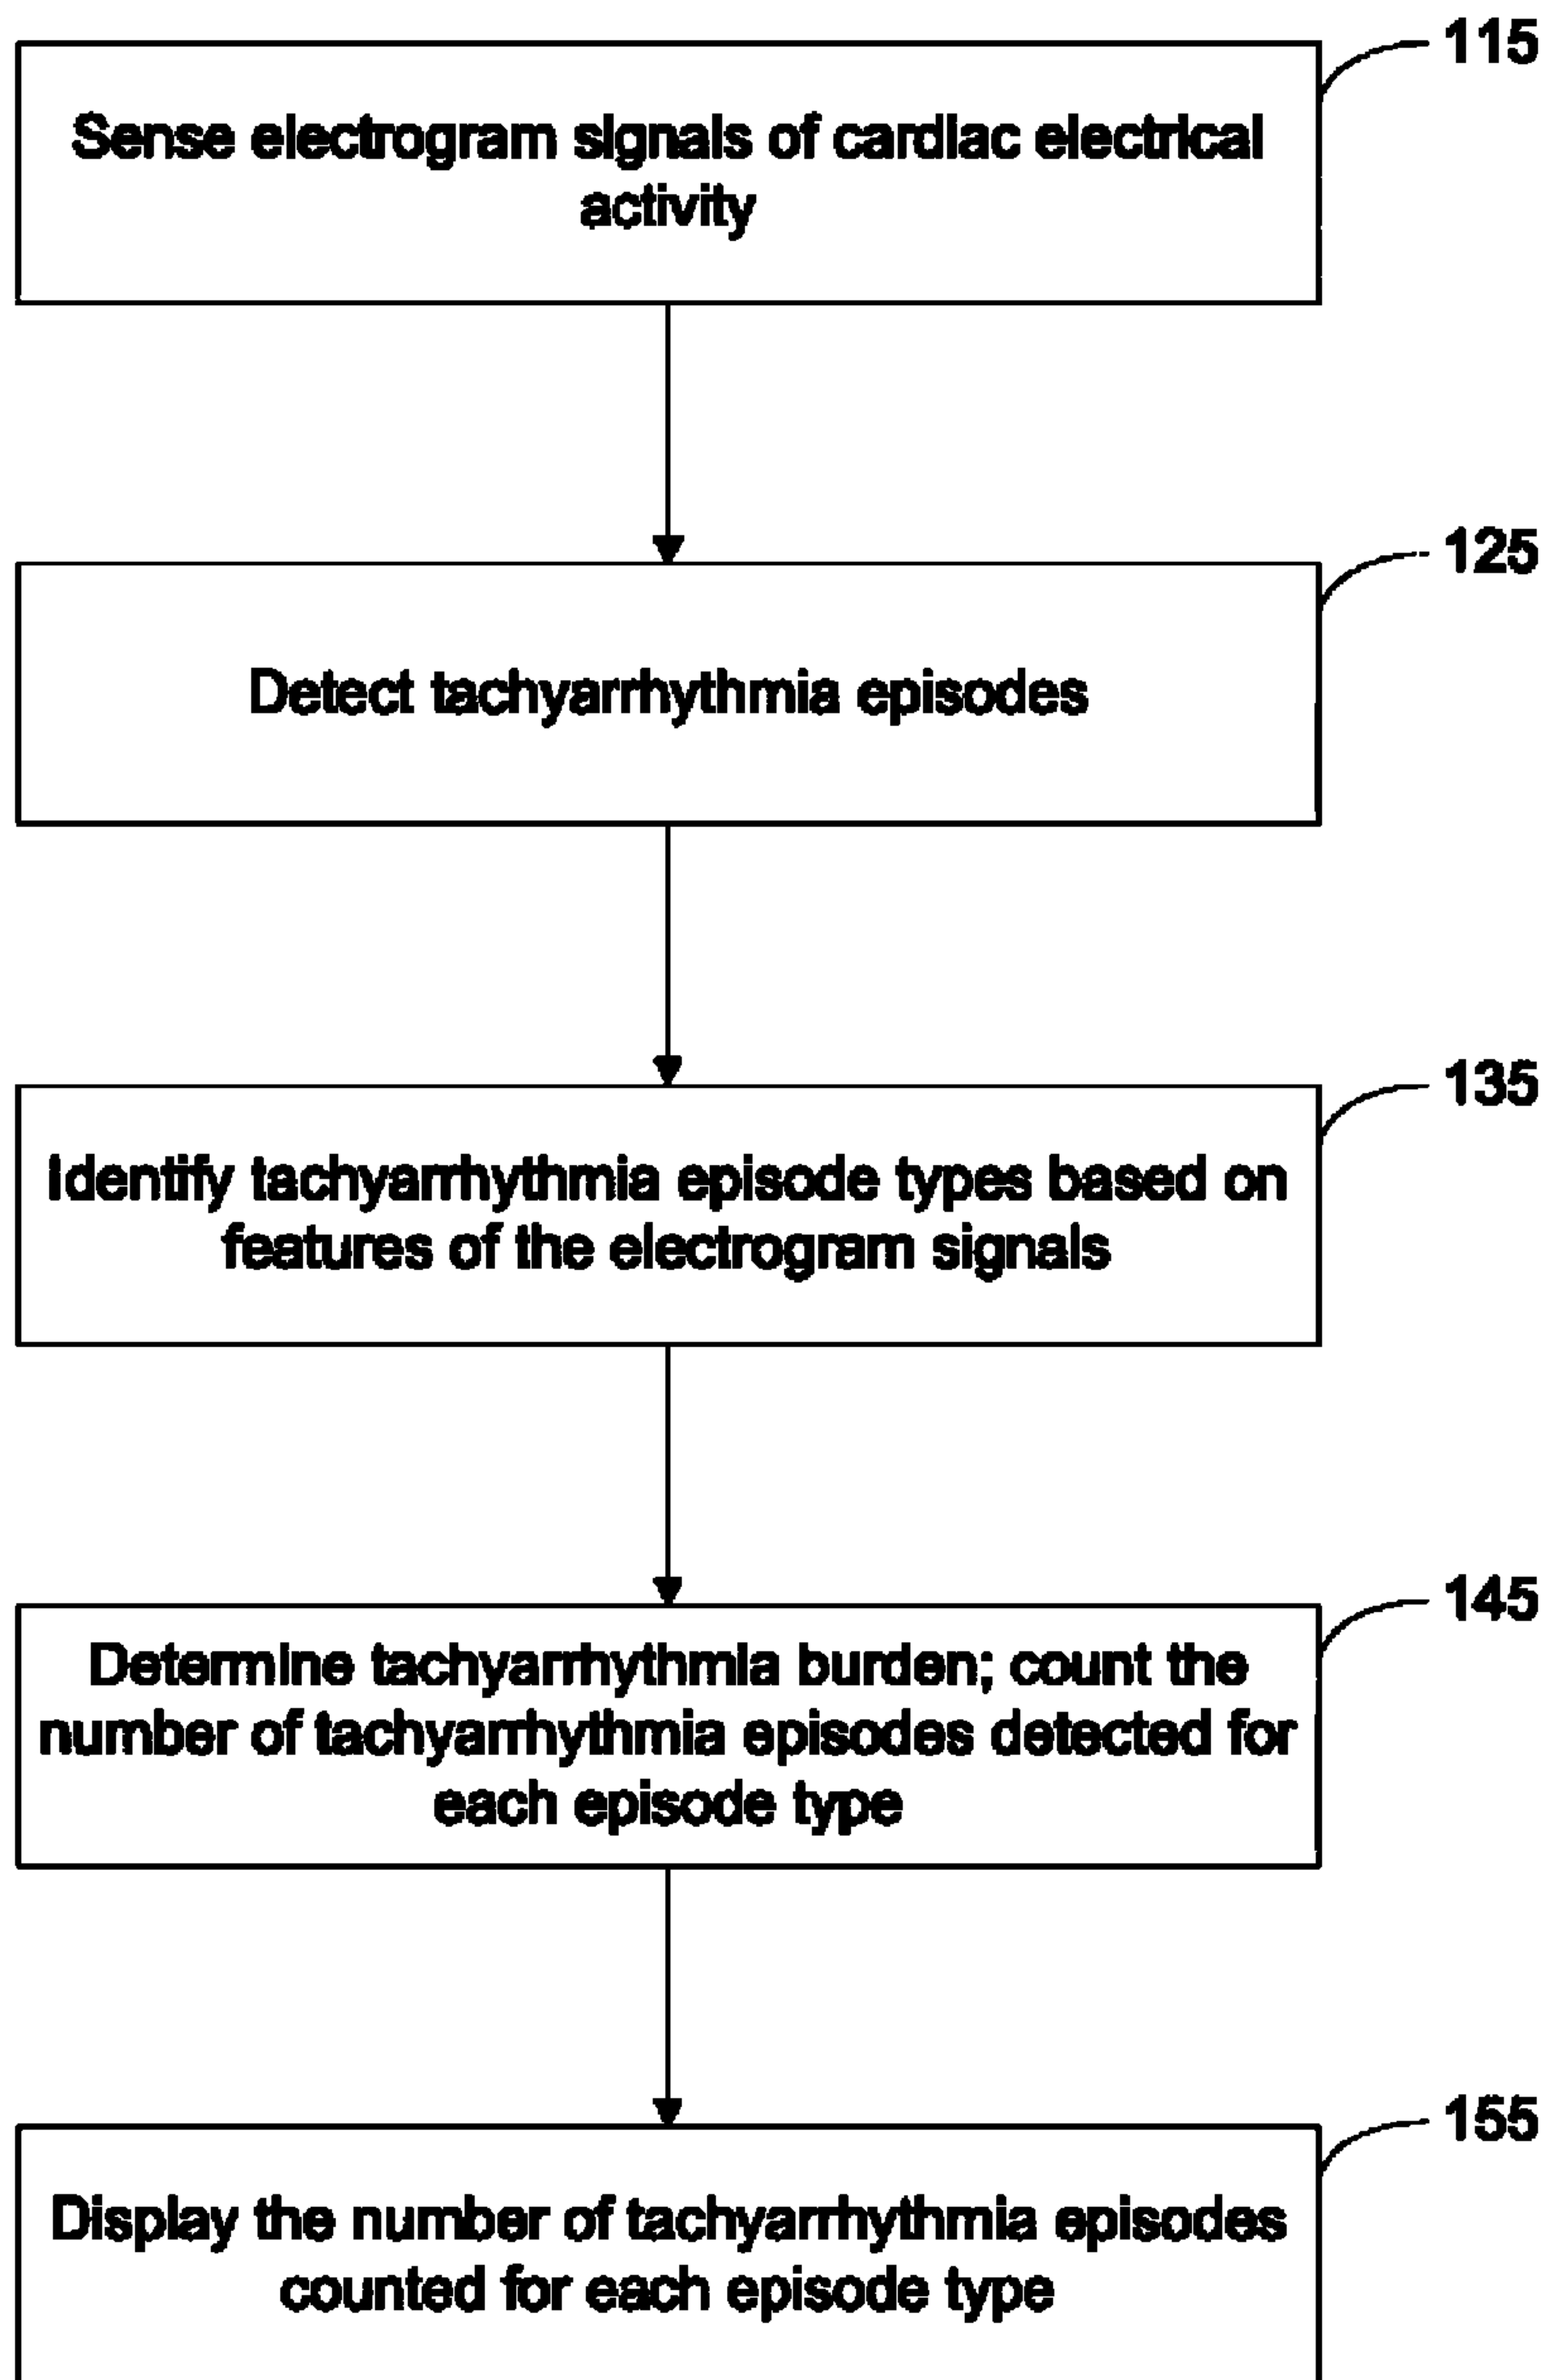 115
Sense electrogram signals of cardiac electrical
activity
125
Detect tachyarrhythmia episodes
135
Identify tachyarrhythmia episode types based on
features of the electrogram signals
145
Determine tachyarrhythmia burden; count the
number of tachyarrhythmia episodes detected for
each episode type
155
Display the number of tachyarrhythmia episodes
counted for each episode type